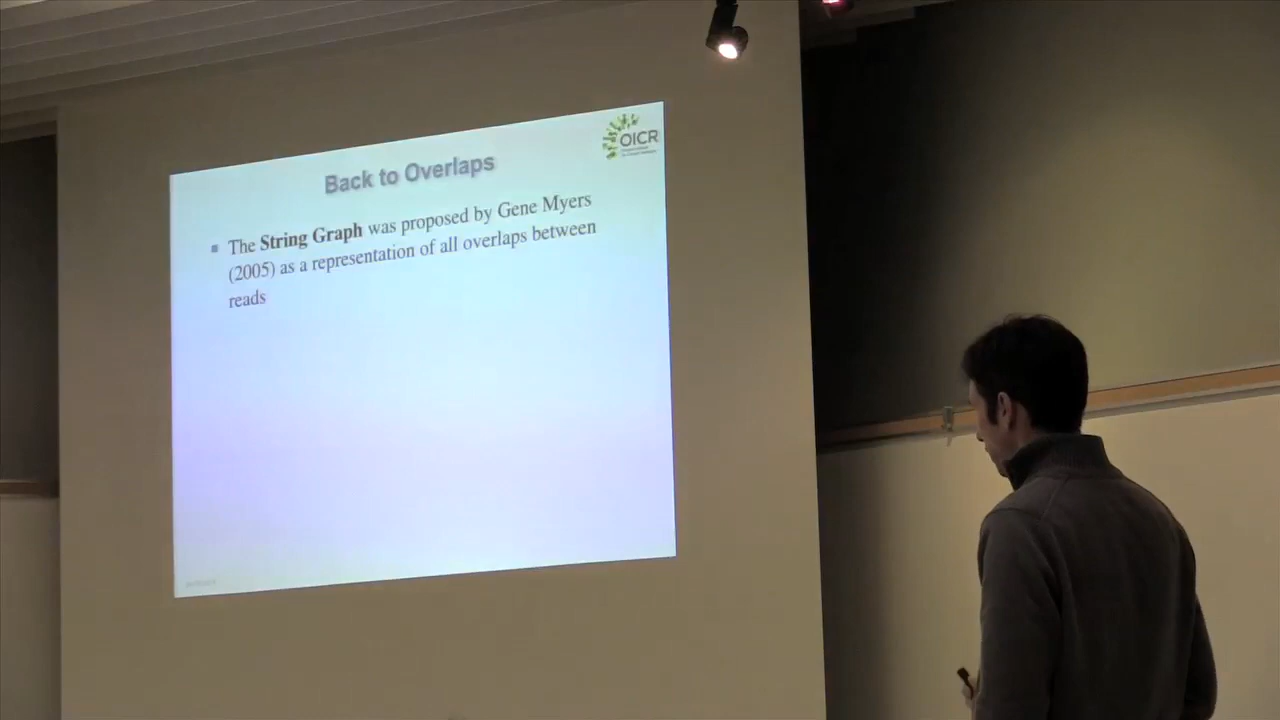 OICR
Back to Overlaps
The String Graph was proposed by Gene Myers
(2005) as a representation of all overlaps between
reads